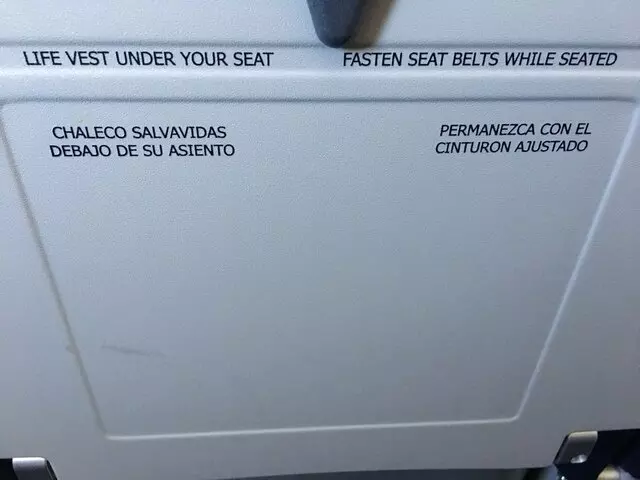 LIFE VEST UNDER YOUR SEAT
FASTEN SEAT BELTS WHILE SEATED
CHALECO SALVAVIDAS
DEBAJO DE SU ASIENTO
PERMANEZCA CON EL
CINTURON AJUSTADO